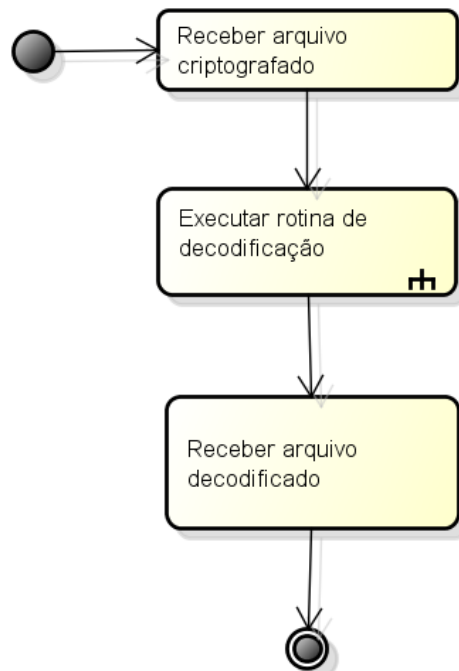 Receber arquivo
criptografado
Executar rotina de
decodificação
Receber arquivo
decodificado